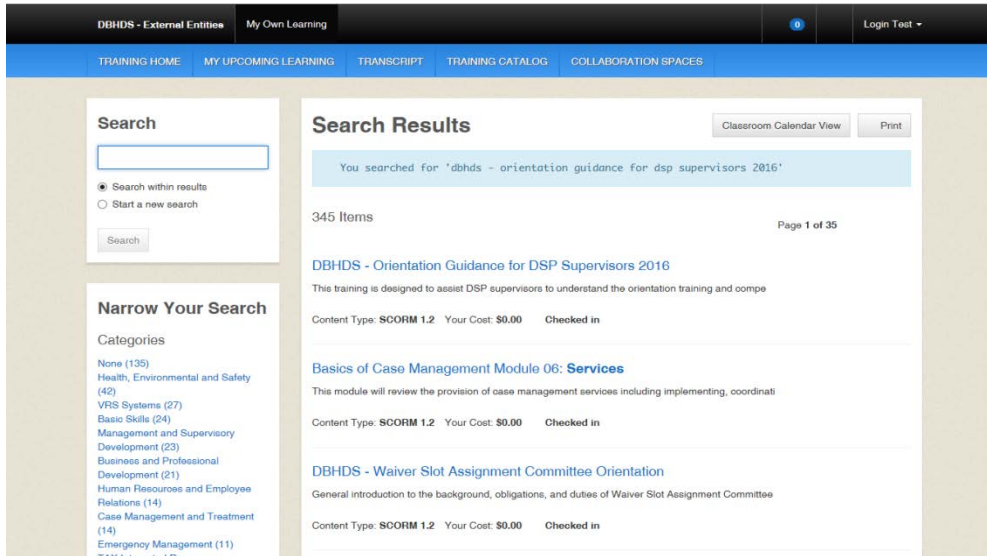 DBHDS - External Entities My Own Learning 0 Login Test
TRAINING HOME MY UPCOMING LEARNING TRANSCRIPT TRAINING CATALOG COLLABORATION SPACES
Search
Search within results
Start a new search
Search
Narrow Your Search
Categories
None (135)
Health, Environmental and Safety
(42)
VRS Systems (27)
Basic Skills (24)
Management and Supervisory
Development (23)
Business and Professional
Development (21)
Human Resources and Employee
Relations (14)
Case Management and Treatment
(14)
Emergency Management (11)
Search Results
Classroom Calendar View Print
You searched for 'dbhds - orientation guidance for dsp supervisors 2016'
345 Items Page 1 of 35
DBHDS - Orientation Guidance for DSP Supervisors 2016
This training is designed to assist DSP supervisors to understand the orientation training and compe
Content Type: SCORM 1.2 Your Cost: $0.00 Checked in
Basics of Case Management Module 06: Services
This module will review the provision of case management services including implementing, coordinati
Content Type: SCORM 1.2 Your Cost: $0.00 Checked in
DBHDS - Waiver Slot Assignment Committee Orientation
General introduction to the background, obligations, and duties of Waiver Slot Assignment Committee
Content Type: SCORM 1.2 Your Cost: $0.00 Checked in